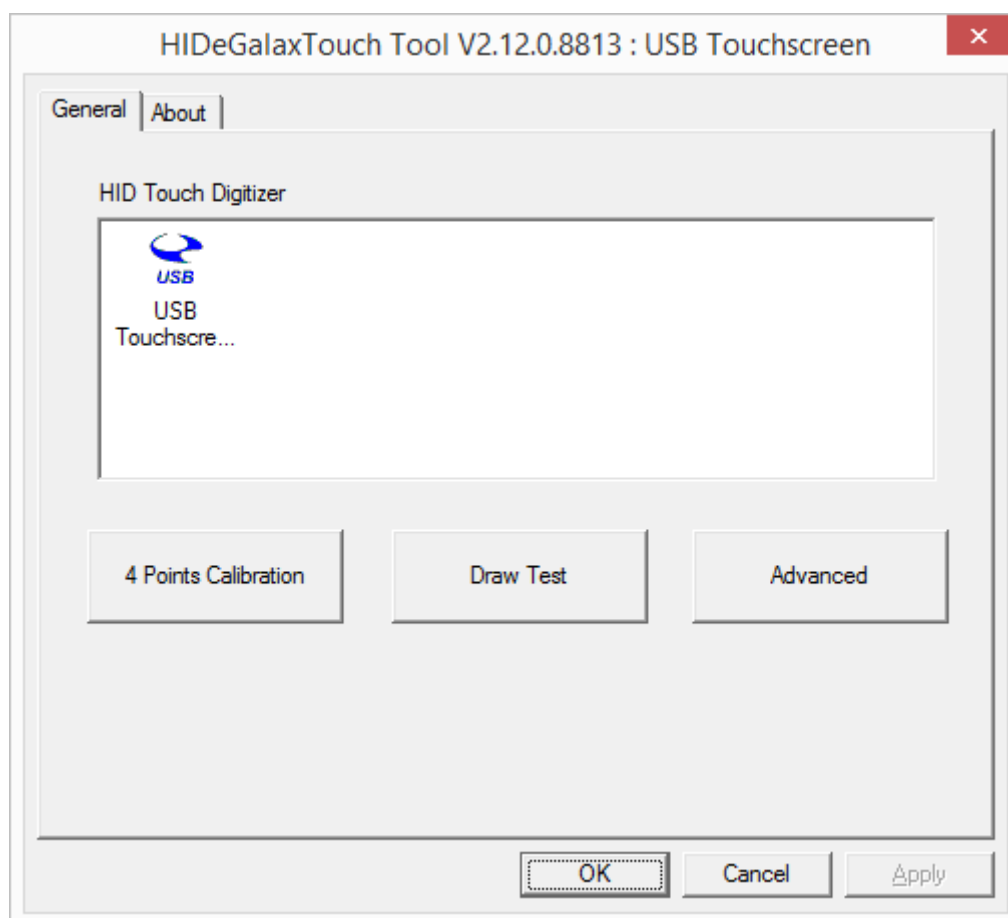 HIDeGalaxTouch Tool V2.12.0.8813 : USB Touchscreen
General
About
HID Touch Digitizer
USB
USB
Touchscre...
4 Points Calibration
Draw Test
Advanced
OK
Cancel
Apply